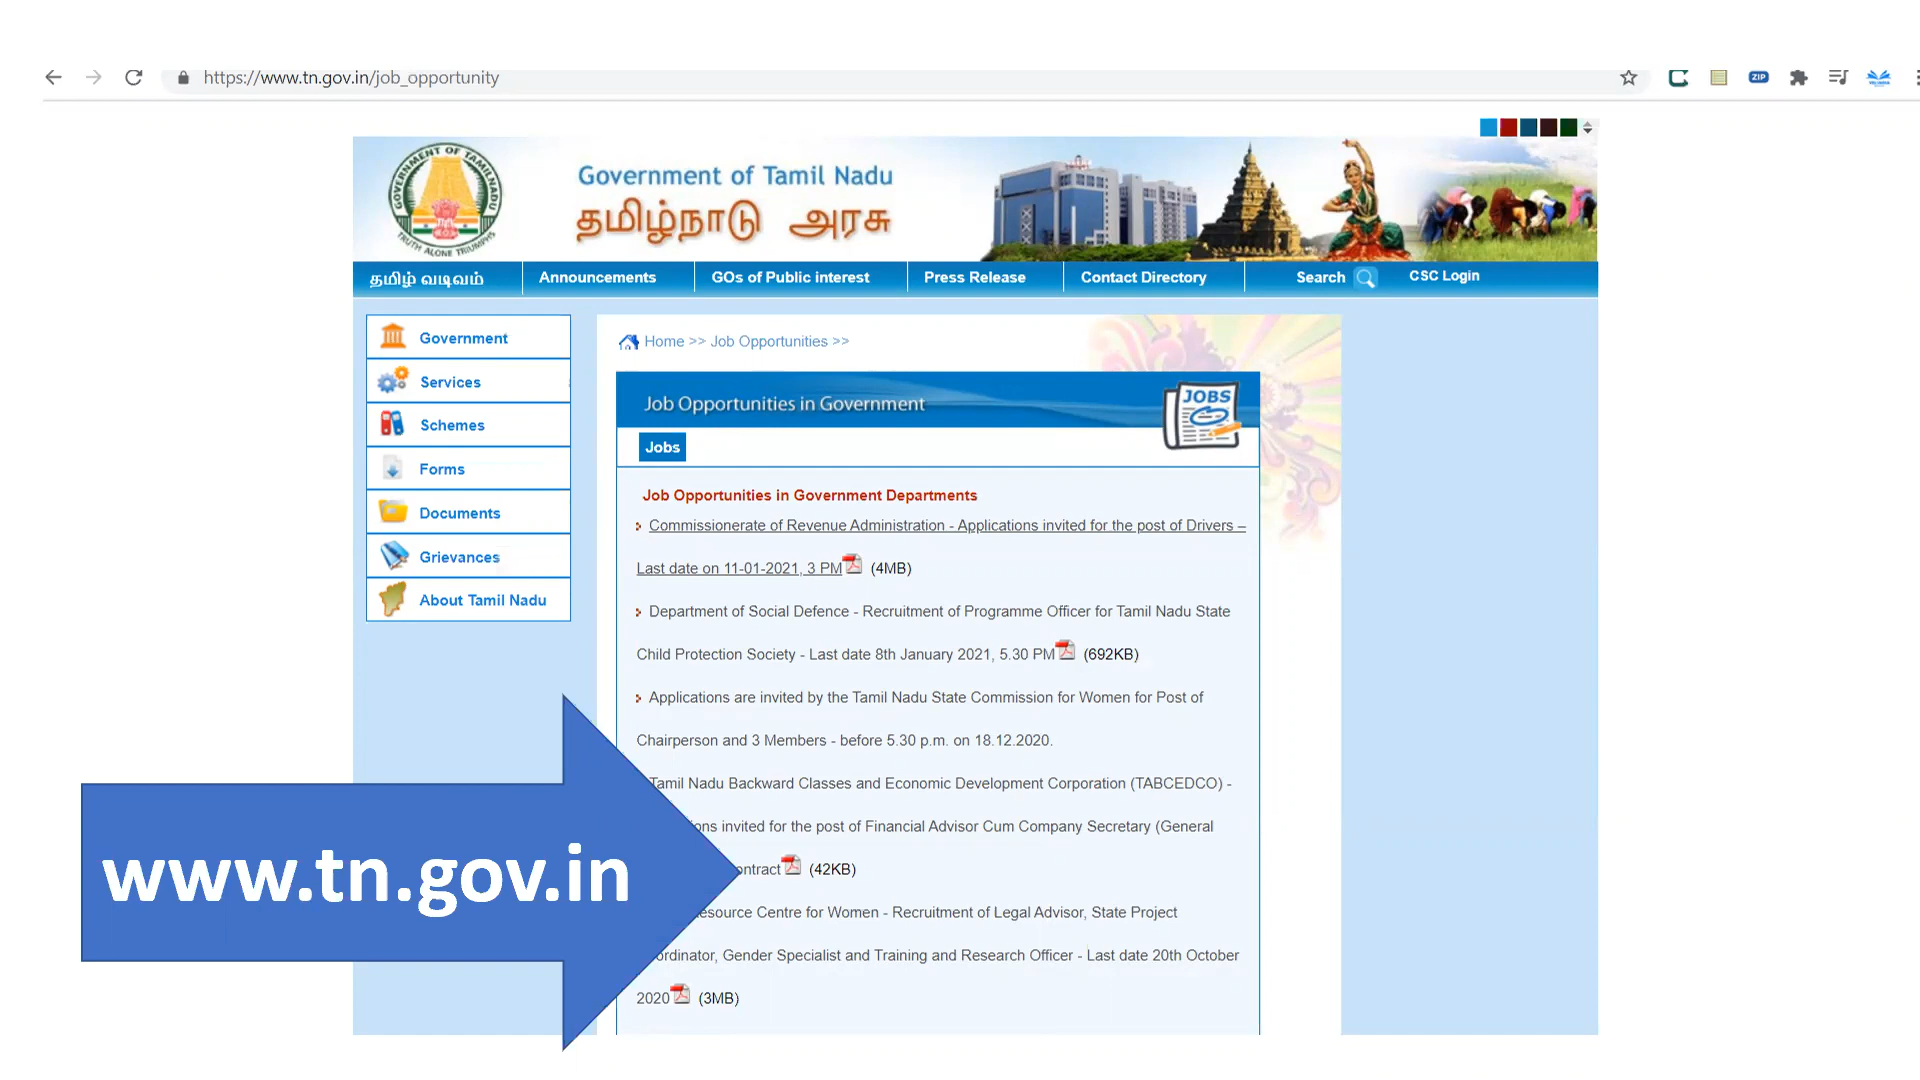 https://www.tn.gov.in/job_opportunity
ZIP
GOVERNMENT OF TAMILNADU
TRUTH ALONE TRIUMPHS
Government of Tamil Nadu
தமிழ்நாடு அரசு
தமிழ் வடிவம்
Announcements
GOs of Public interest
Press Release
Contact Directory
Search
CSC Login
Government
Services
Schemes
Forms
Documents
Grievances
About Tamil Nadu
Home >> Job Opportunities >>
Job Opportunities in Government
JOBS
Jobs
Job Opportunities in Government Departments
Commissionerate of Revenue Administration - Applications invited for the post of Drivers –
Last date on 11-01-2021, 3 PM (4MB)
Department of Social Defence - Recruitment of Programme Officer for Tamil Nadu State
Child Protection Society - Last date 8th January 2021, 5.30 PM (692KB)
Applications are invited by the Tamil Nadu State Commission for Women for Post of
Chairperson and 3 Members - before 5.30 p.m. on 18.12.2020.
Tamil Nadu Backward Classes and Economic Development Corporation (TABCEDCO) -
invited for the post of Financial Advisor Cum Company Secretary (General
(42KB)
Centre for Women - Recruitment of Legal Advisor, State Project
Gender Specialist and Training and Research Officer - Last date 20th October
2020 (3MB)
www.tn.gov.in